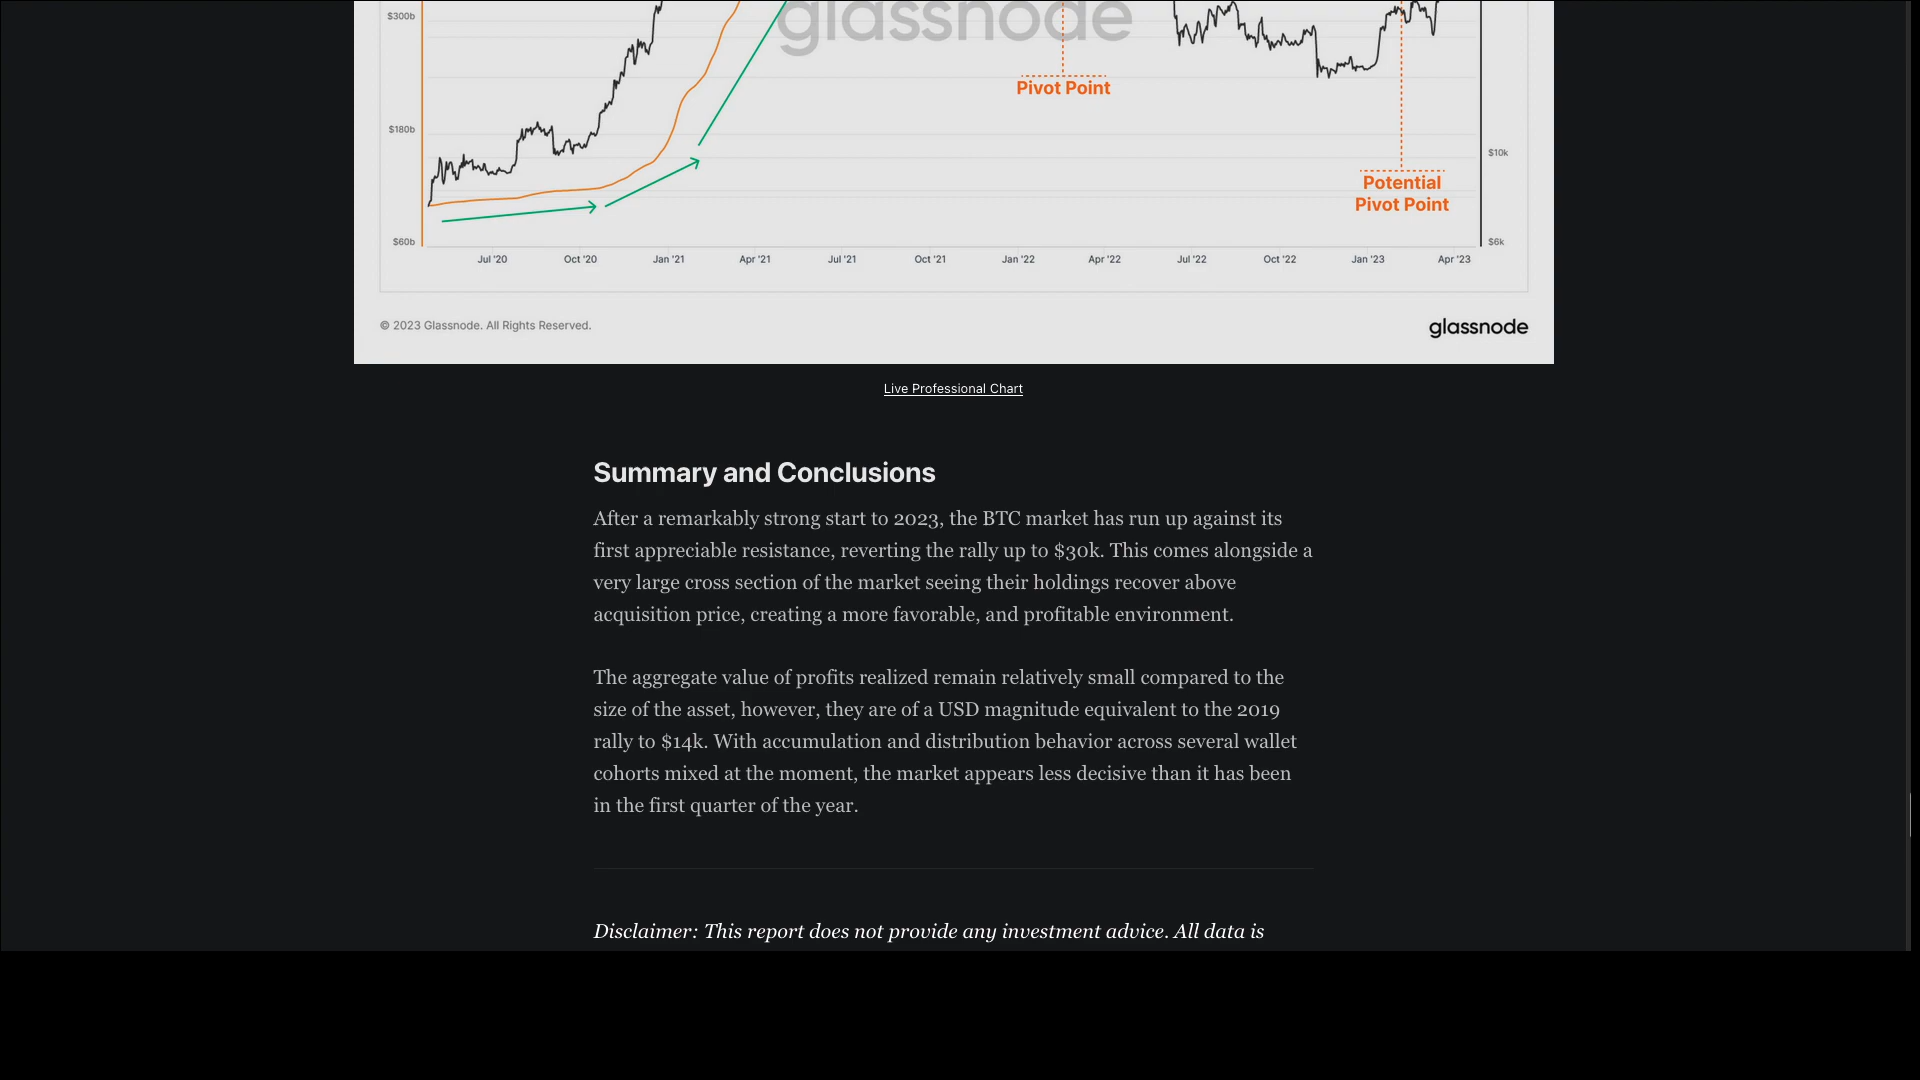 $300b
glassnode
Pivot Point
$180b
$10k
Potential
Pivot Point
$60b
$6k
Jul '20
Oct '20
Jan '21
Apr '21
Jul '21
Oct '21
Jan '22
Apr '22
Jul '22
Oct '22
Jan '23
Apr '23
© 2023 Glassnode. All Rights Reserved.
glassnode
Live Professional Chart
Summary and Conclusions
After a remarkably strong start to 2023, the BTC market has run up against its
first appreciable resistance, reverting the rally up to $30k. This comes alongside a
very large cross section of the market seeing their holdings recover above
acquisition price, creating a more favorable, and profitable environment.
The aggregate value of profits realized remain relatively small compared to the
size of the asset, however, they are of a USD magnitude equivalent to the 2019
rally to $14k. With accumulation and distribution behavior across several wallet
cohorts mixed at the moment, the market appears less decisive than it has been
in the first quarter of the year.
Disclaimer: This report does not provide any investment advice. All data is